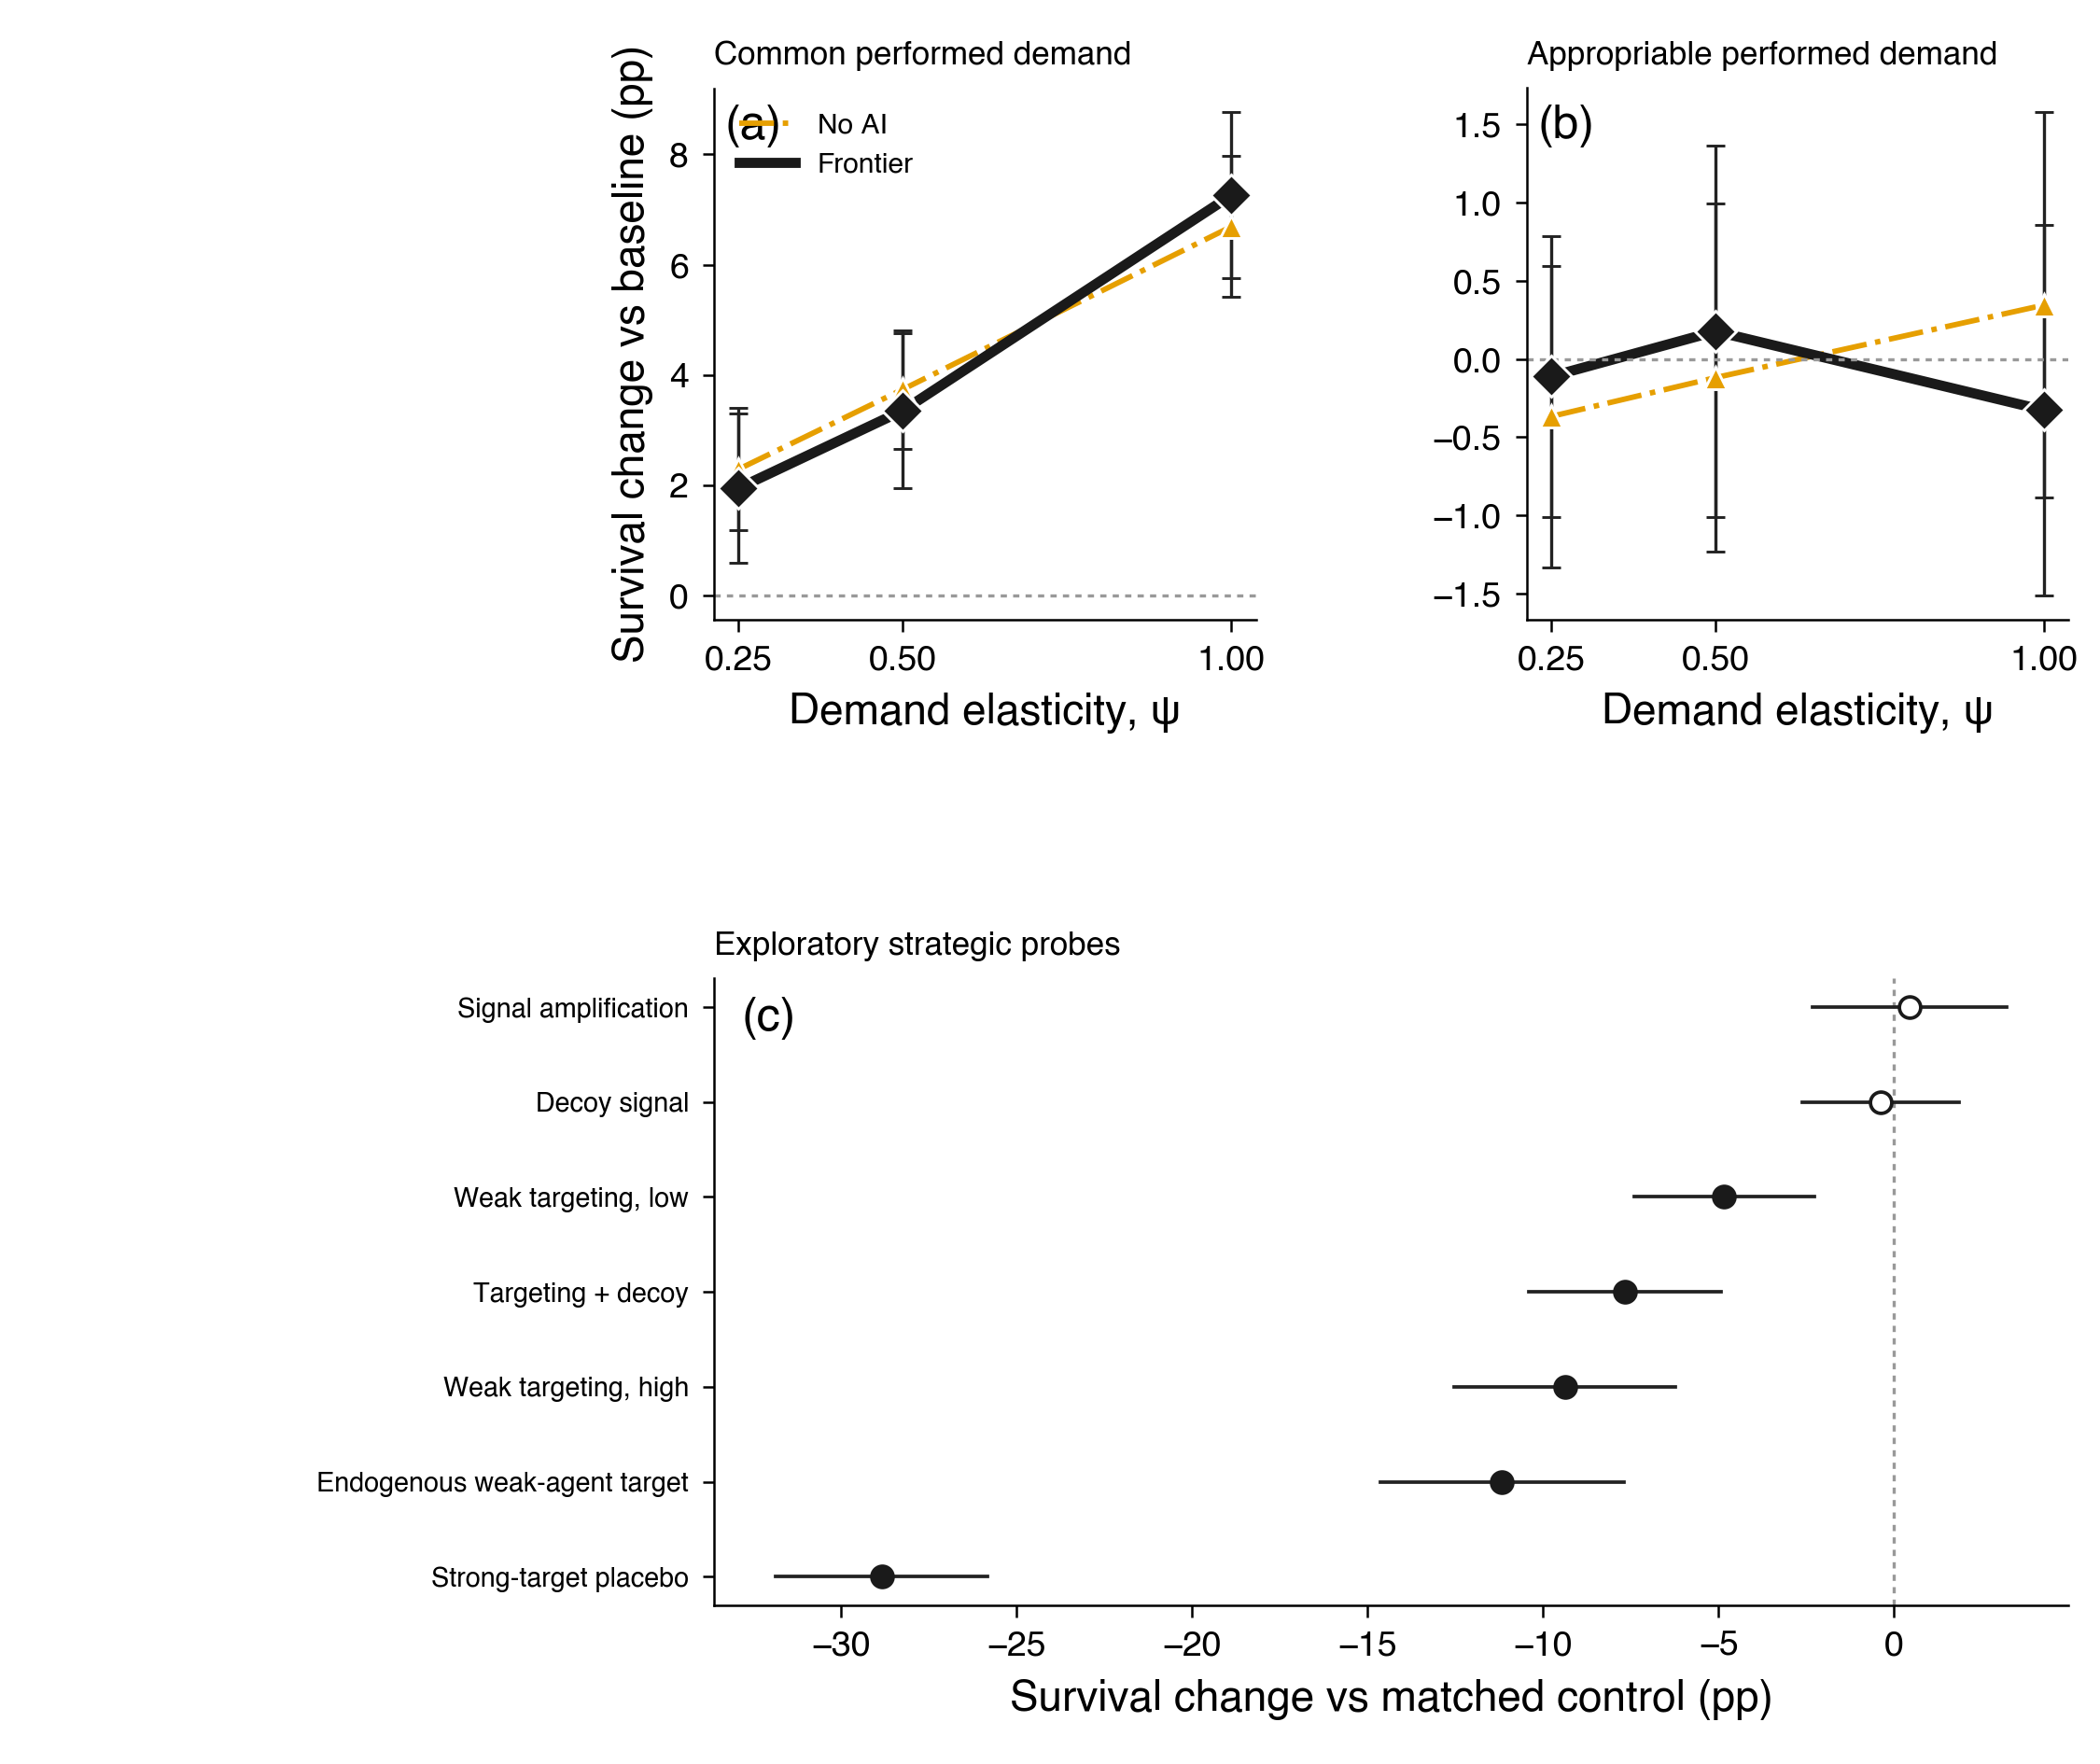 Common performed demand
Survival change vs baseline (pp)
(a)
No AI
Frontier
8
6
4
2
0
0.25
0.50
1.00
Demand elasticity, ψ
Appropriable performed demand
(b)
1.5
1.0
0.5
0.0
−0.5
−1.0
−1.5
0.25
0.50
1.00
Demand elasticity, ψ
Exploratory strategic probes
(c)
Signal amplification
Decoy signal
Weak targeting, low
Targeting + decoy
Weak targeting, high
Endogenous weak-agent target
Strong-target placebo
−30
−25
−20
−15
−10
−5
0
Survival change vs matched control (pp)